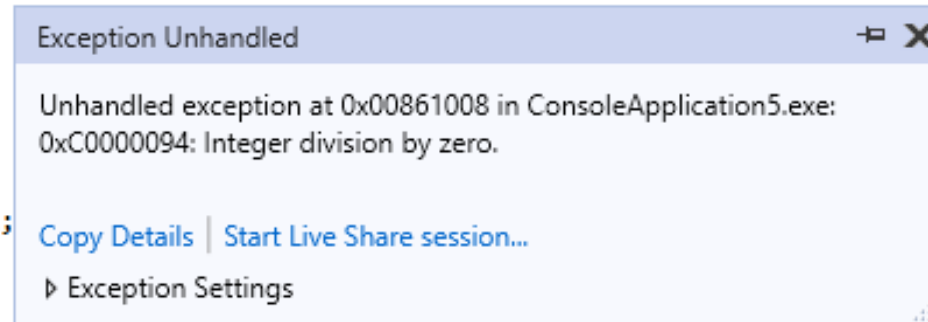 Exception Unhandled
Unhandled exception at 0x00861008 in ConsoleApplication5.exe:
0xC0000094: Integer division by zero.
;
Copy Details | Start Live Share session...
Exception Settings